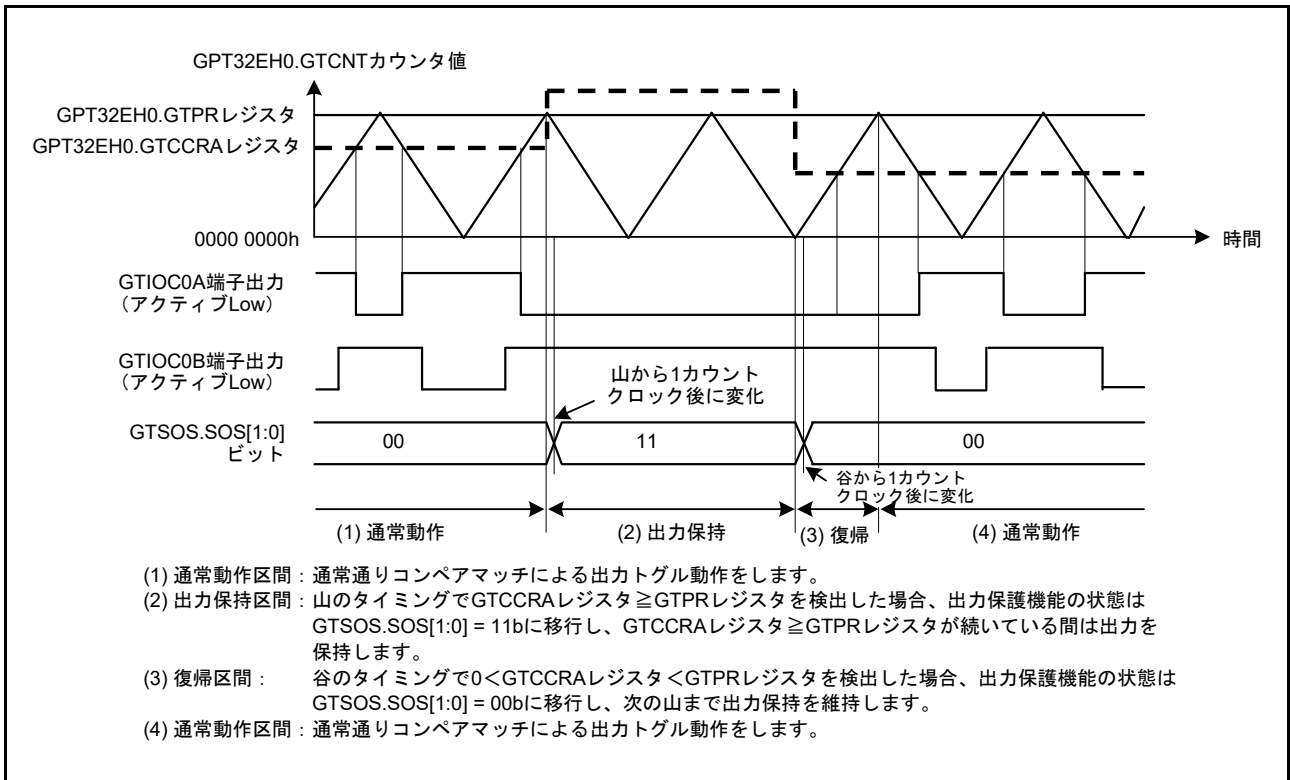 GPT32EH0.GTCNTカウンタ値
GPT32EH0.GTPRレジスタ
GPT32EH0.GTCCRAレジスタ
0000 0000h
時間
GTIOC0A端子出力
（アクティブLow）
GTIOC0B端子出力
（アクティブLow）
山から1カウント
クロック後に変化
GTSOS.SOS[1:0]
ビット
00
11
00
谷から1カウント
クロック後に変化
(1) 通常動作
(2) 出力保持
(3) 復帰
(4) 通常動作
(1) 通常動作区間：通常通りコンペアマッチによる出力トグル動作をします。
(2) 出力保持区間：山のタイミングでGTCCRAレジスタ≧GTPRレジスタを検出した場合、出力保護機能の状態は
GTSOS.SOS[1:0] = 11bに移行し、GTCCRAレジスタ≧GTPRレジスタが続いている間は出力を
保持します。
(3) 復帰区間： 谷のタイミングで0＜GTCCRAレジスタ＜GTPRレジスタを検出した場合、出力保護機能の状態は
GTSOS.SOS[1:0] = 00bに移行し、次の山まで出力保持を維持します。
(4) 通常動作区間：通常通りコンペアマッチによる出力トグル動作をします。